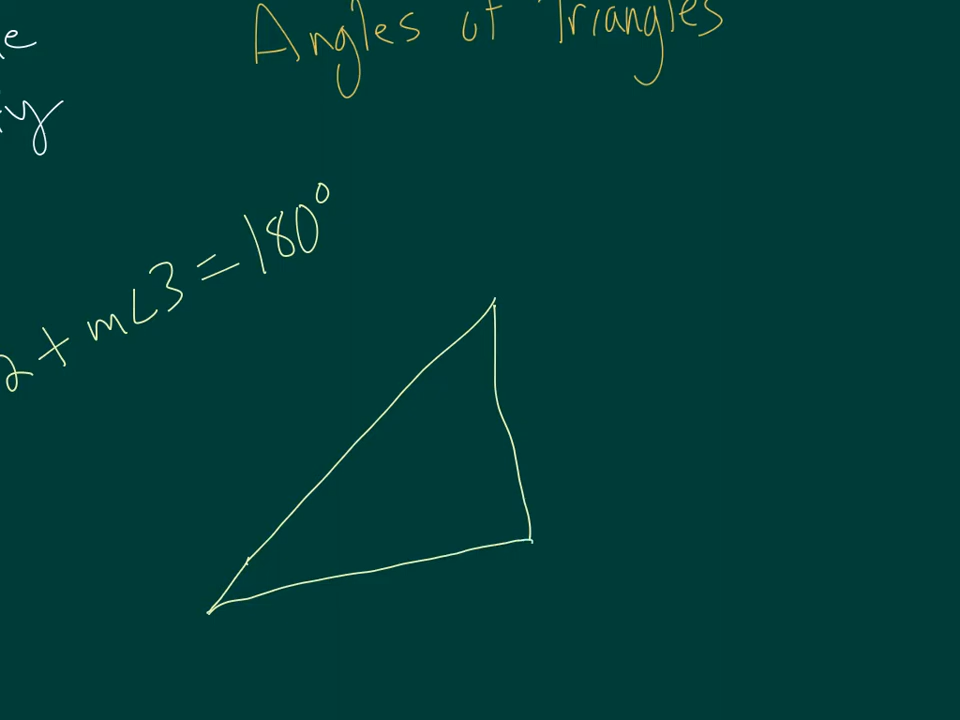 Angles of Triangles
e
y
2 + m∠3 = 180°